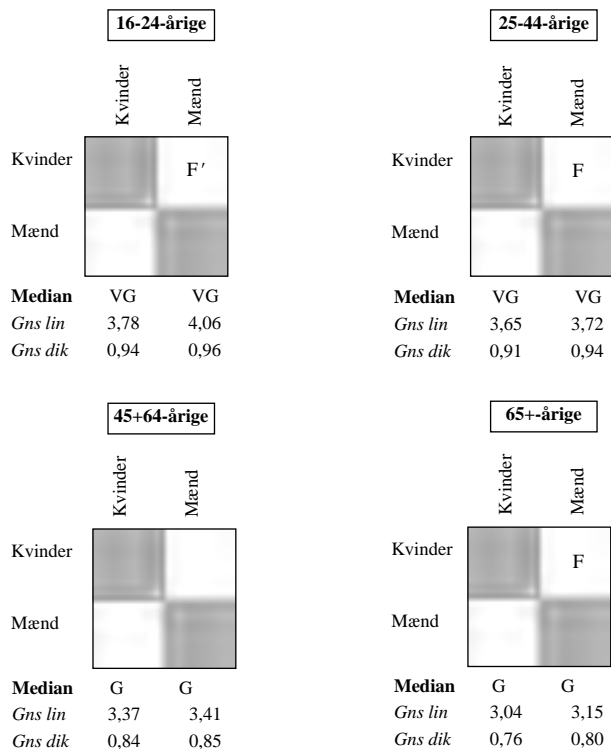 16-24-årige
Kvinder Mænd
Kvinder F′
Mænd
Median VG VG
Gns lin 3,78 4,06
Gns dik 0,94 0,96
25-44-årige
Kvinder Mænd
Kvinder F
Mænd
Median VG VG
Gns lin 3,65 3,72
Gns dik 0,91 0,94
45+64-årige
Kvinder Mænd
Kvinder
Mænd
Median G G
Gns lin 3,37 3,41
Gns dik 0,84 0,85
65+-årige
Kvinder Mænd
Kvinder F
Mænd
Median G G
Gns lin 3,04 3,15
Gns dik 0,76 0,80